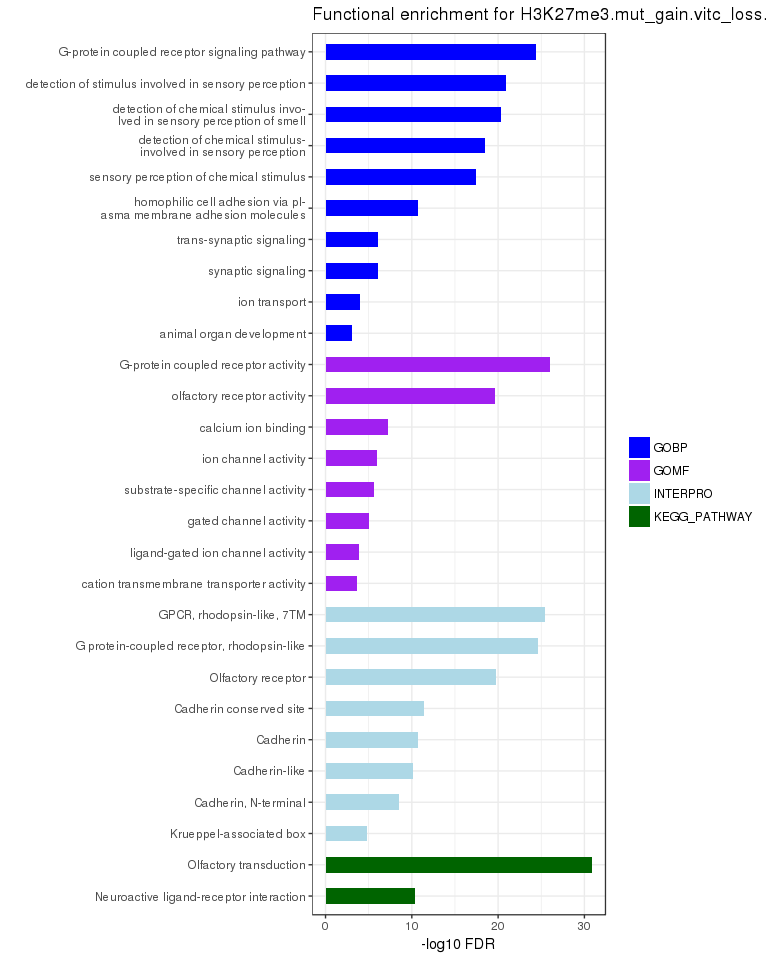 Functional enrichment for H3K27me3.mut_gain.vitc_loss.
G-protein coupled receptor signaling pathway
detection of stimulus involved in sensory perception
detection of chemical stimulus invo-
lved in sensory perception of smell
detection of chemical stimulus-
involved in sensory perception
sensory perception of chemical stimulus
homophilic cell adhesion via pl-
asma membrane adhesion molecules
trans-synaptic signaling
synaptic signaling
ion transport
animal organ development
G-protein coupled receptor activity
olfactory receptor activity
calcium ion binding
ion channel activity
substrate-specific channel activity
gated channel activity
ligand-gated ion channel activity
cation transmembrane transporter activity
GPCR, rhodopsin-like, 7TM
G protein-coupled receptor, rhodopsin-like
Olfactory receptor
Cadherin conserved site
Cadherin
Cadherin-like
Cadherin, N-terminal
Krueppel-associated box
Olfactory transduction
Neuroactive ligand-receptor interaction
0 10 20 30
-log10 FDR
GOBP
GOMF
INTERPRO
KEGG_PATHWAY